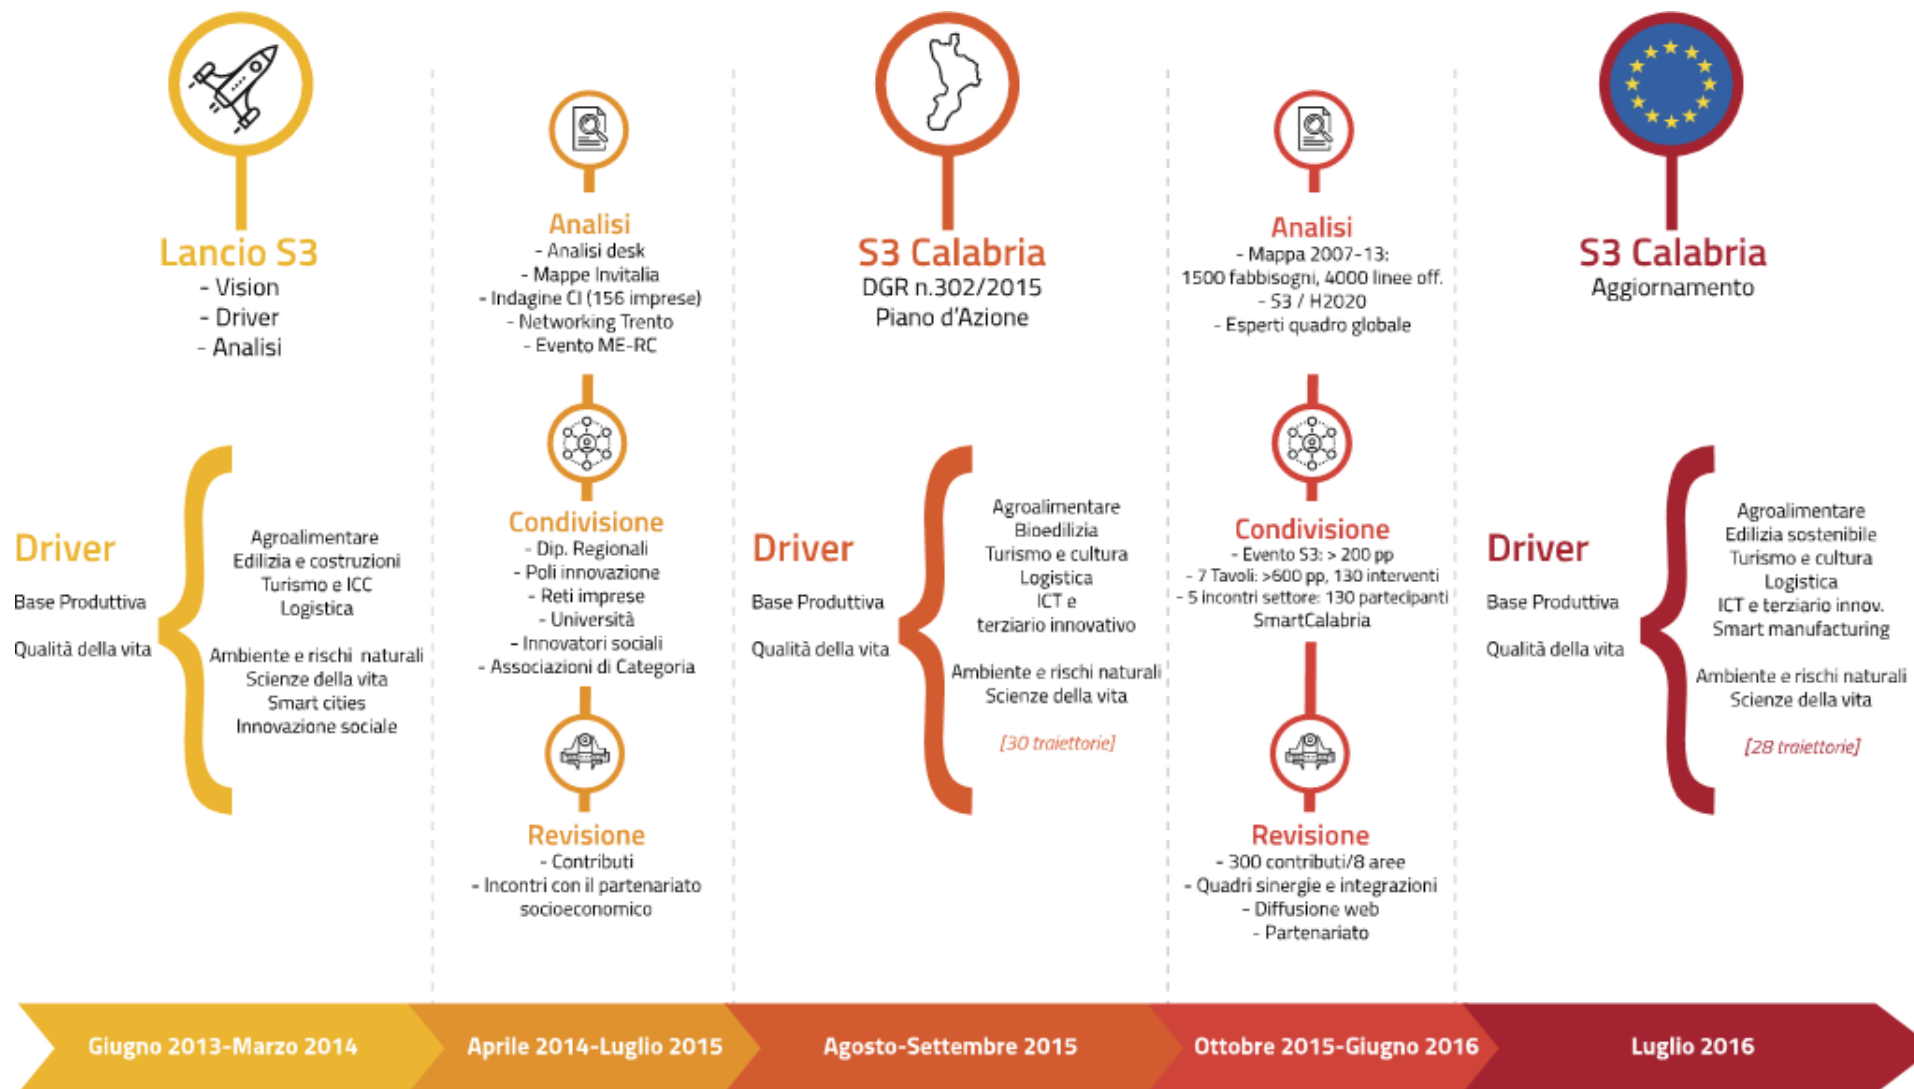 Lancio S3
- Vision
- Driver
- Analisi
Driver
Base Produttiva
Qualità della vita
Agroalimentare
Edilizia e costruzioni
Turismo e ICC
Logistica
Ambiente e rischi naturali
Scienze della vita
Smart cities
Innovazione sociale
Giugno 2013-Marzo 2014
Analisi
- Analisi desk
- Mappe Invitalia
- Indagine CI (156 imprese)
- Networking Trento
- Evento ME-RC
Condivisione
- Dip. Regionali
- Poli innovazione
- Reti imprese
- Università
- Innovatori sociali
- Associazioni di Categoria
Revisione
- Contributi
- Incontri con il partenariato
socioeconomico
Aprile 2014-Luglio 2015
S3 Calabria
DGR n.302/2015
Piano d'Azione
Driver
Base Produttiva
Qualità della vita
Agroalimentare
Bioedilizia
Turismo e cultura
Logistica
ICT e
terziario innovativo
Ambiente e rischi naturali
Scienze della vita
[30 traiettorie]
Agosto-Settembre 2015
Analisi
- Mappa 2007-13:
1500 fabbisogni, 4000 linee off.
- S3 / H2020
- Esperti quadro globale
Condivisione
- Evento S3: > 200 pp
- 7 Tavoli: >600 pp, 130 interventi
- 5 incontri settore: 130 partecipanti
SmartCalabria
Revisione
- 300 contributi/8 aree
- Quadri sinergie e integrazioni
- Diffusione web
- Partenariato
Ottobre 2015-Giugno 2016
S3 Calabria
Aggiornamento
Driver
Base Produttiva
Qualità della vita
Agroalimentare
Edilizia sostenibile
Turismo e cultura
Logistica
ICT e terziario innov.
Smart manufacturing
Ambiente e rischi naturali
Scienze della vita
[28 traiettorie]
Luglio 2016